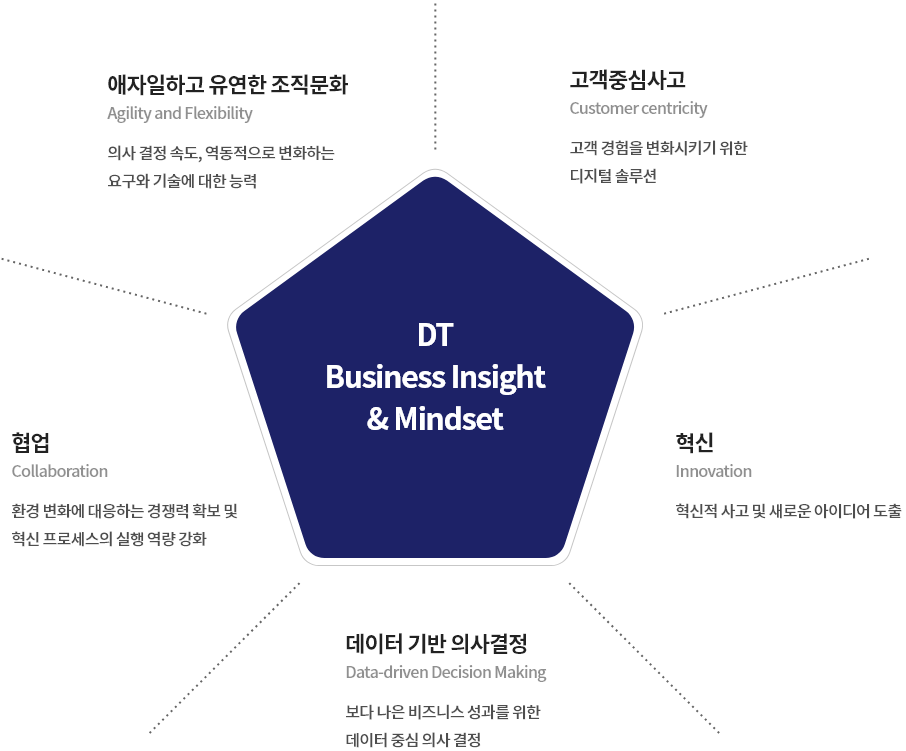 애자일하고 유연한 조직문화
Agility and Flexibility
의사 결정 속도, 역동적으로 변화하는
요구와 기술에 대한 능력
고객중심사고
Customer centricity
고객 경험을 변화시키기 위한
디지털 솔루션
DT
Business Insight
& Mindset
협업
Collaboration
환경 변화에 대응하는 경쟁력 확보 및
혁신 프로세스의 실행 역량 강화
혁신
Innovation
혁신적 사고 및 새로운 아이디어 도출
데이터 기반 의사결정
Data-driven Decision Making
보다 나은 비즈니스 성과를 위한
데이터 중심 의사 결정